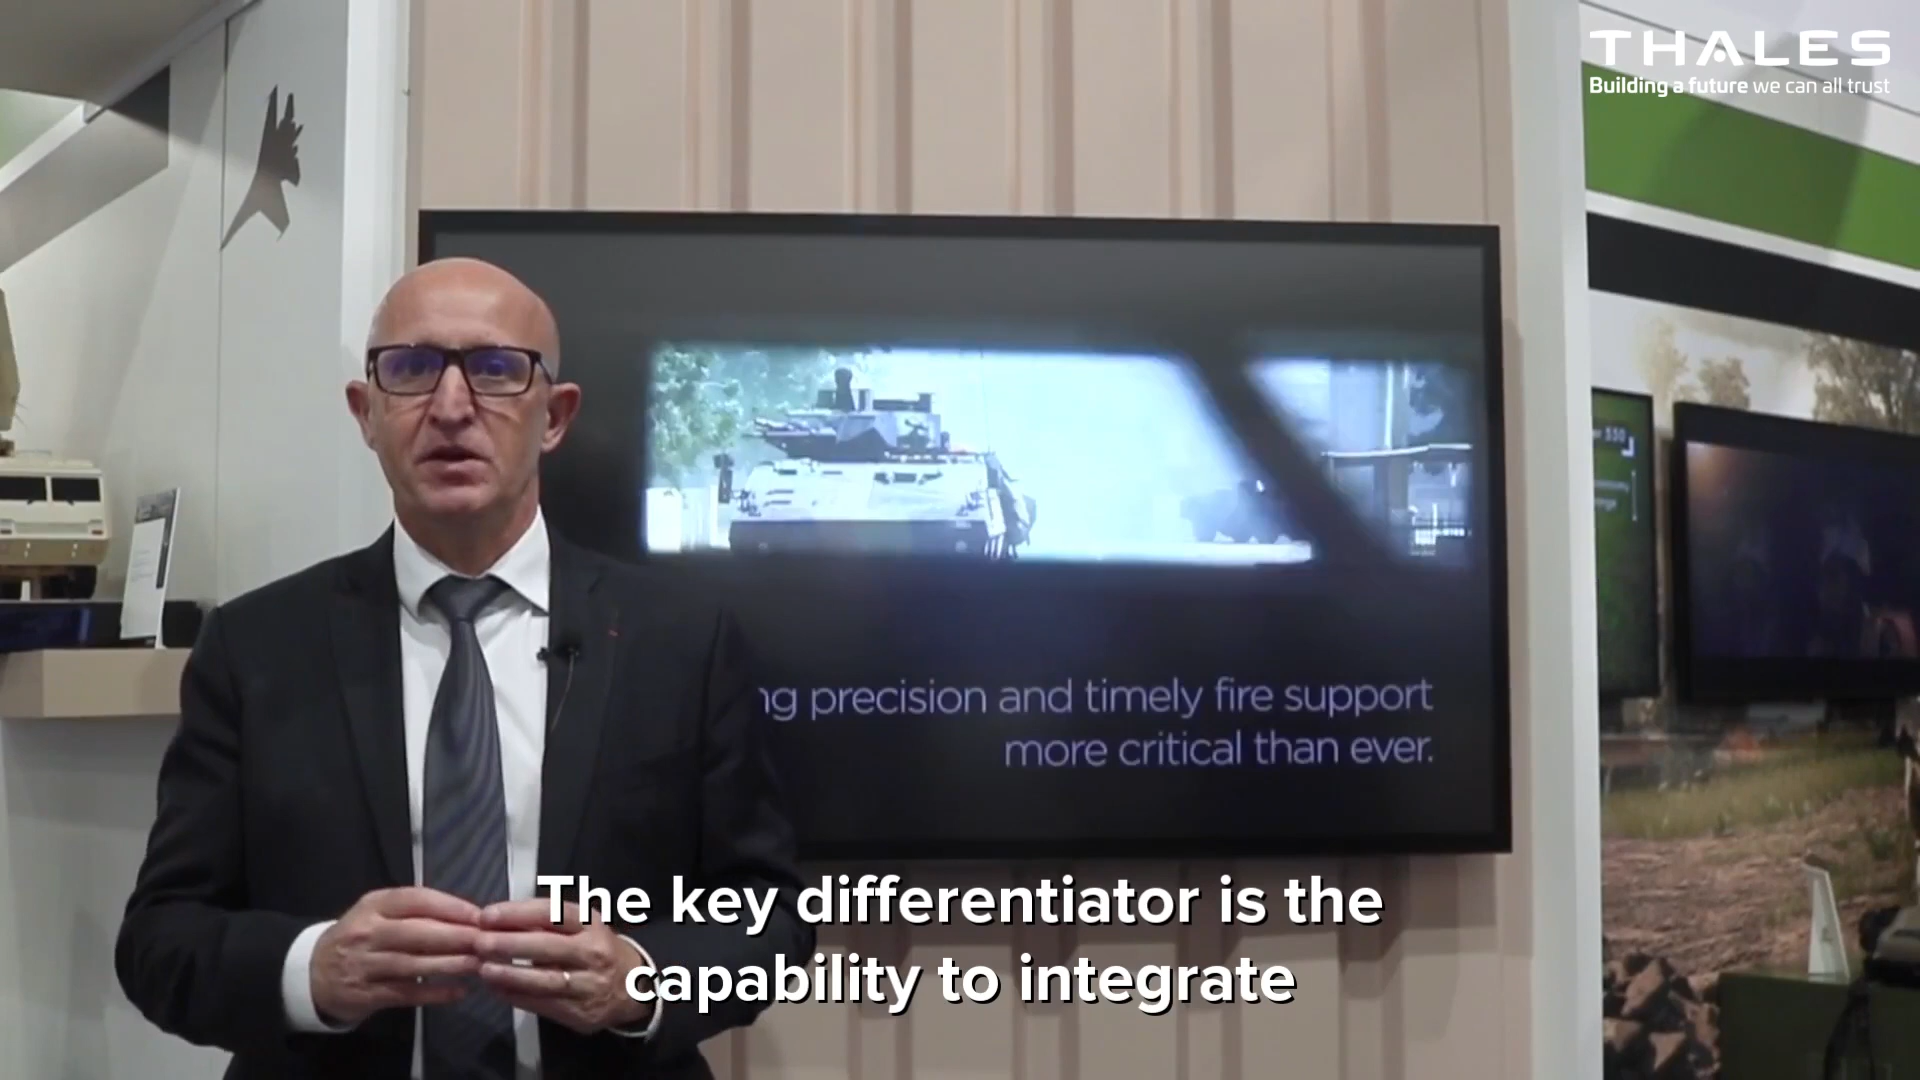 THALES
Building a future we can all trust
550
ng precision and timely fire support
more critical than ever.
The key differentiator is the
capability to integrate